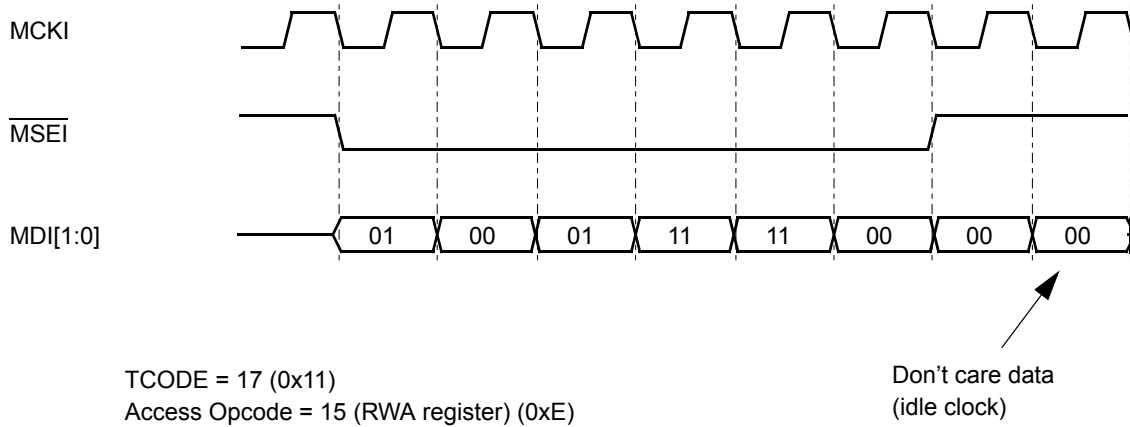 MCKI
MSEI
MDI[1:0]
01 00 01 11 11 00 00 00
TCODE = 17 (0x11)
Access Opcode = 15 (RWA register) (0xE)
Don’t care data
(idle clock)